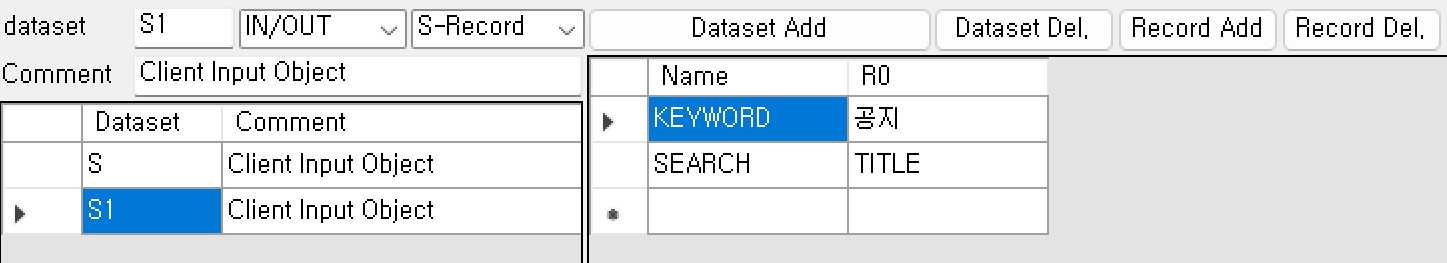 dataset S1 IN/OUT S-Record Dataset Add Dataset Del, Record Add Record Del,
Comment Client Input Object
Name R0
KEYWORD 공지
SEARCH TITLE
Dataset Comment
S Client Input Object
S1 Client Input Object